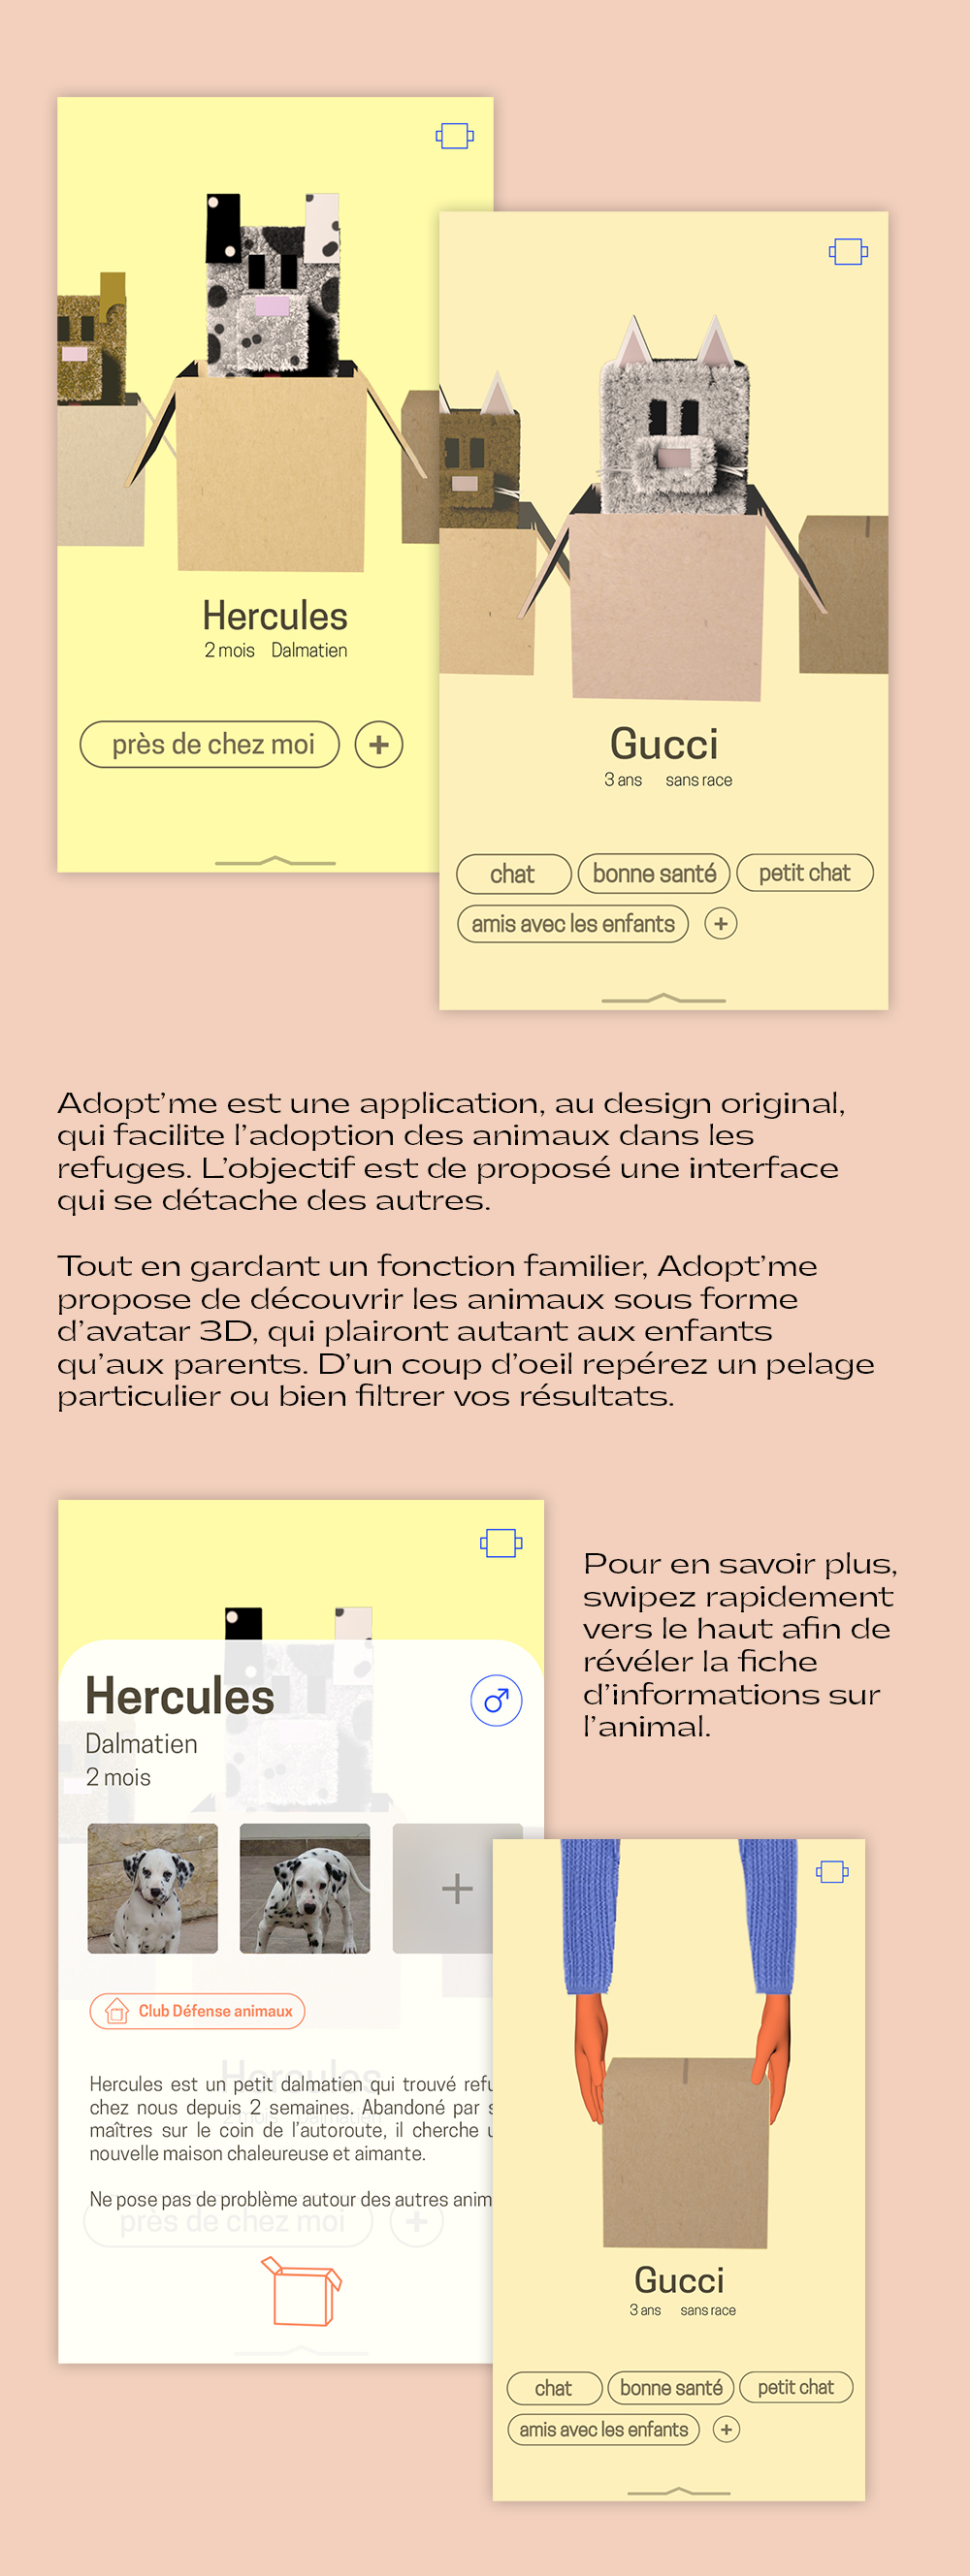 Hercules
2 mois Dalmatien
près de chez moi +
Gucci
3 ans sans race
chat bonne santé petit chat
amis avec les enfants +
Adopt'me est une application, au design original,
qui facilite l'adoption des animaux dans les
refuges. L'objectif est de proposé une interface
qui se détache des autres.
Tout en gardant un fonction familier, Adopt'me
propose de découvrir les animaux sous forme
d'avatar 3D, qui plairont autant aux enfants
qu'aux parents. D'un coup d'oeil repérez un pelage
particulier ou bien filtrer vos résultats.
Pour en savoir plus,
swipez rapidement
vers le haut afin de
révéler la fiche
d'informations sur
l'animal.
Hercules
Dalmatien
2 mois
+
Club Défense animaux
Hercules
2 mois Dalmatien
Hercules est un petit dalmatien qui trouvé refu
chez nous depuis 2 semaines. Abandoné par s
maîtres sur le coin de l'autoroute, il cherche u
nouvelle maison chaleureuse et aimante.
Ne pose pas de problème autour des autres anim
près de chez moi +
Gucci
3 ans sans race
chat bonne santé petit chat
amis avec les enfants +